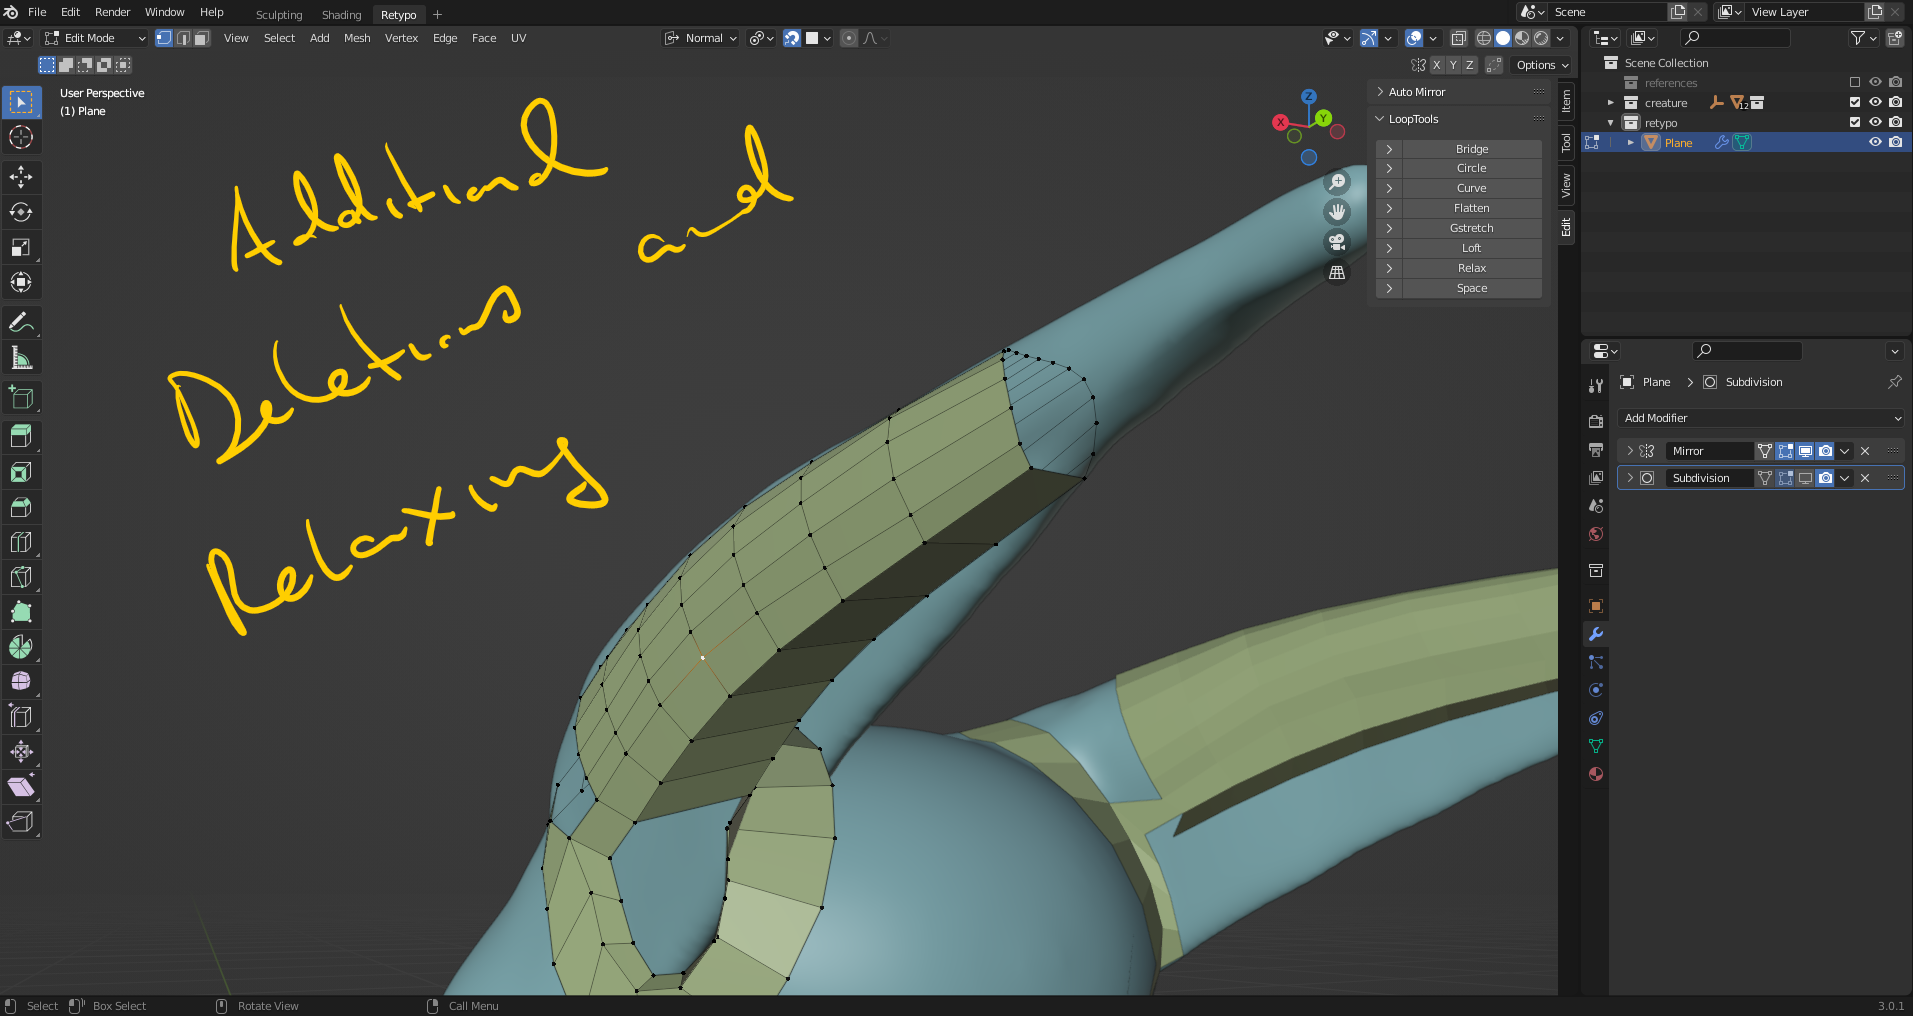 File Edit Render Window Help Sculpting Shading Retypo + Scene View Layer
Edit Mode View Select Add Mesh Vertex Edge Face UV Normal
X Y Z Options
User Perspective
(1) Plane
Additional
and
Deletions
Relaxing
Z
Y
X
Auto Mirror
LoopTools
Bridge
Circle
Curve
Flatten
Gstretch
Loft
Relax
Space
Item
Tool
View
Edit
Scene Collection
references
creature 12
retypo
Plane
Plane Subdivision
Add Modifier
Mirror
Subdivision
Select Box Select Rotate View Call Menu 3.0.1